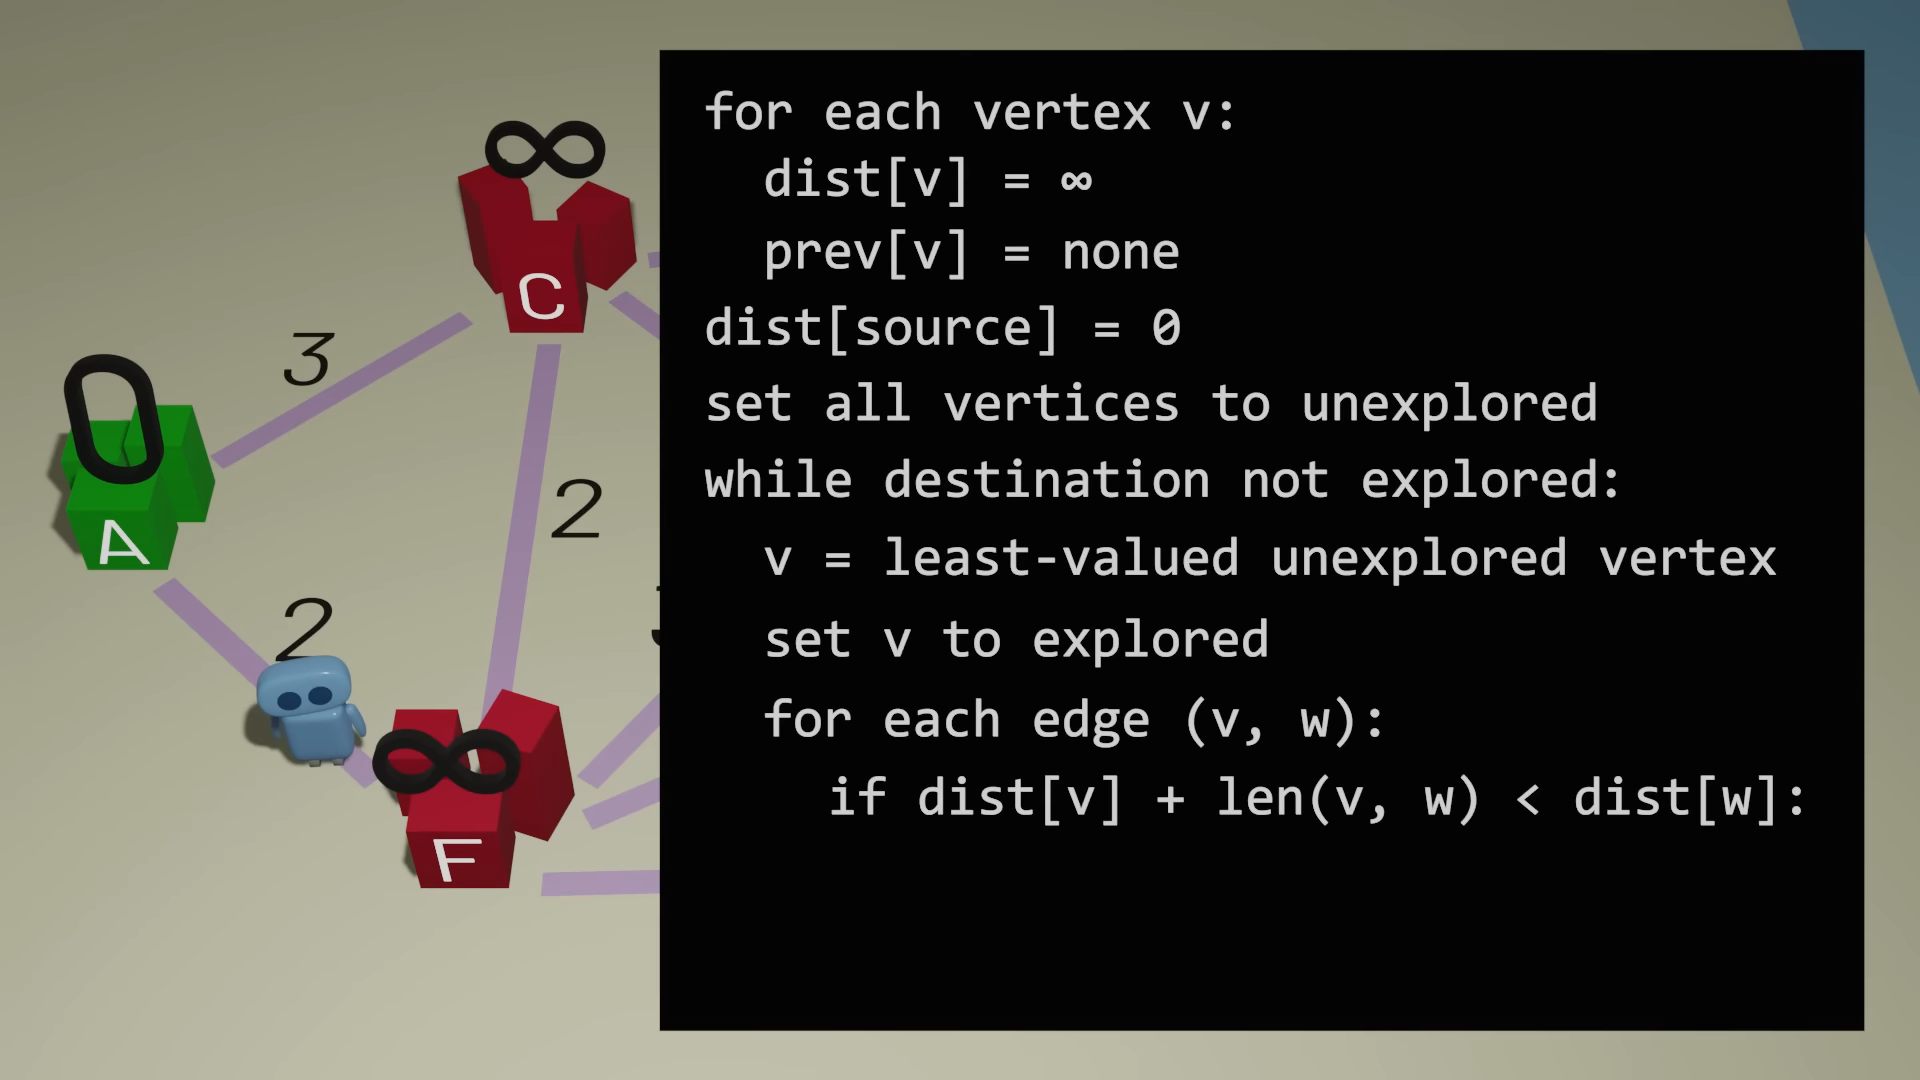 ∞
C
3
0
A
2
2
∞
F
for each vertex v:
dist[v] = ∞
prev[v] = none
dist[source] = 0
set all vertices to unexplored
while destination not explored:
v = least-valued unexplored vertex
set v to explored
for each edge (v, w):
if dist[v] + len(v, w) < dist[w]: